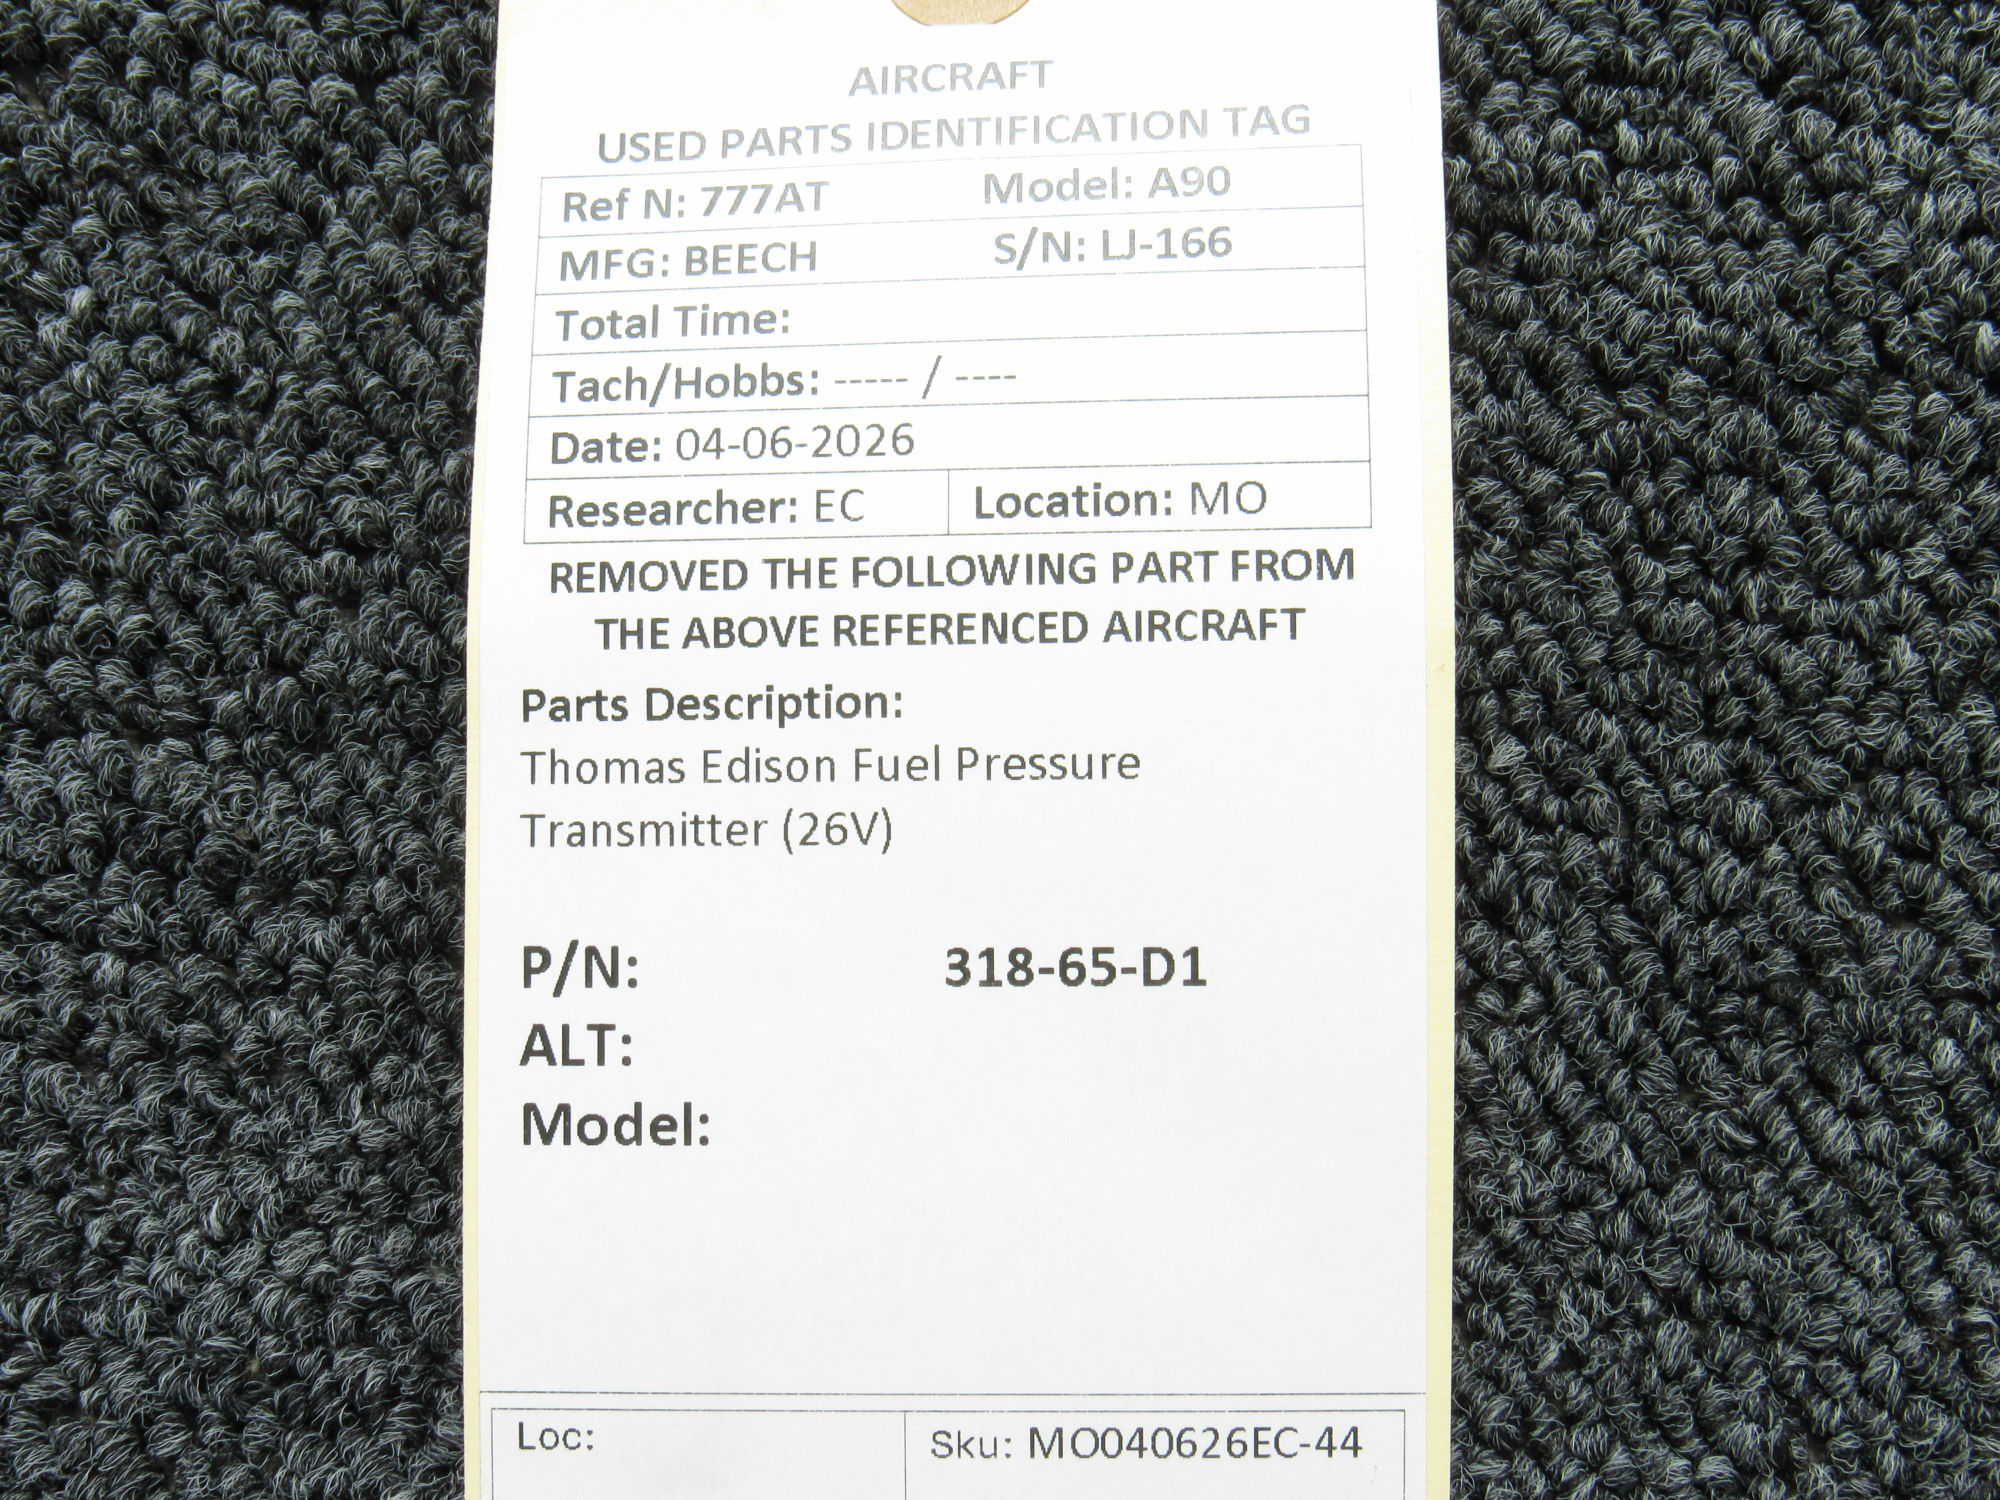 AIRCRAFT
USED PARTS IDENTIFICATION TAG
Ref N: 777AT Model: A90
MFG: BEECH S/N: LJ-166
Total Time:
Tach/Hobbs: ----- / ----
Date: 04-06-2026
Researcher: EC Location: MO
REMOVED THE FOLLOWING PART FROM
THE ABOVE REFERENCED AIRCRAFT
Parts Description:
Thomas Edison Fuel Pressure
Transmitter (26V)
P/N: 318-65-D1
ALT:
Model:
Loc: Sku: MO040626EC-44